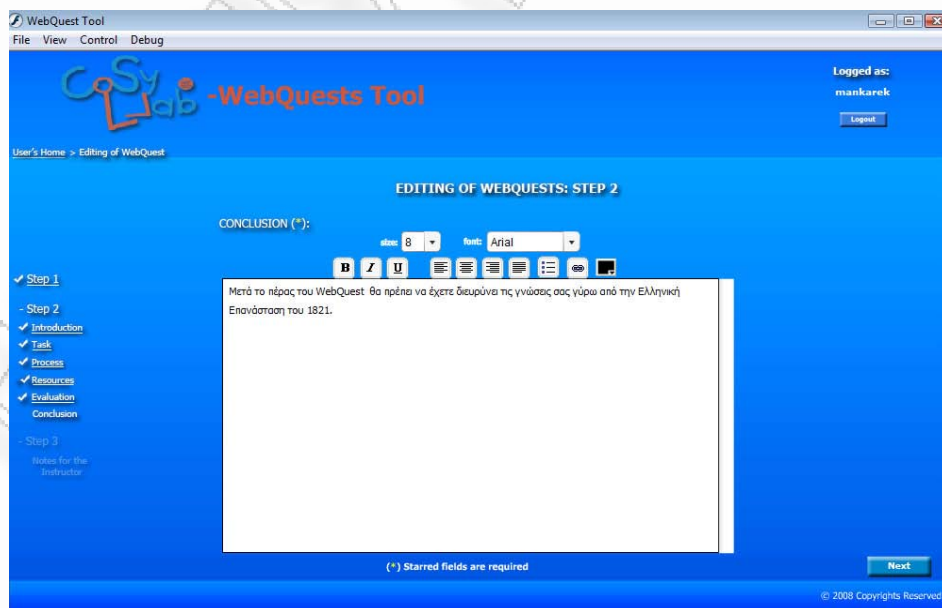 WebQuest Tool
File View Control Debug
CoSy Lab -WebQuests Tool
Logged as:
mankarek
Logout
User's Home > Editing of WebQuest
EDITING OF WEBQUESTS: STEP 2
CONCLUSION (*):
size: 8 font: Arial
B I U
Μετά το πέρας του WebQuest θα πρέπει να έχετε διευρύνει τις γνώσεις σας γύρω από την Ελληνική
Επανάσταση του 1821.
Step 1
- Step 2
Introduction
Task
Process
Resources
Evaluation
Conclusion
- Step 3
Notes for the
Instructor
(*) Starred fields are required
Next
© 2008 Copyrights Reserved